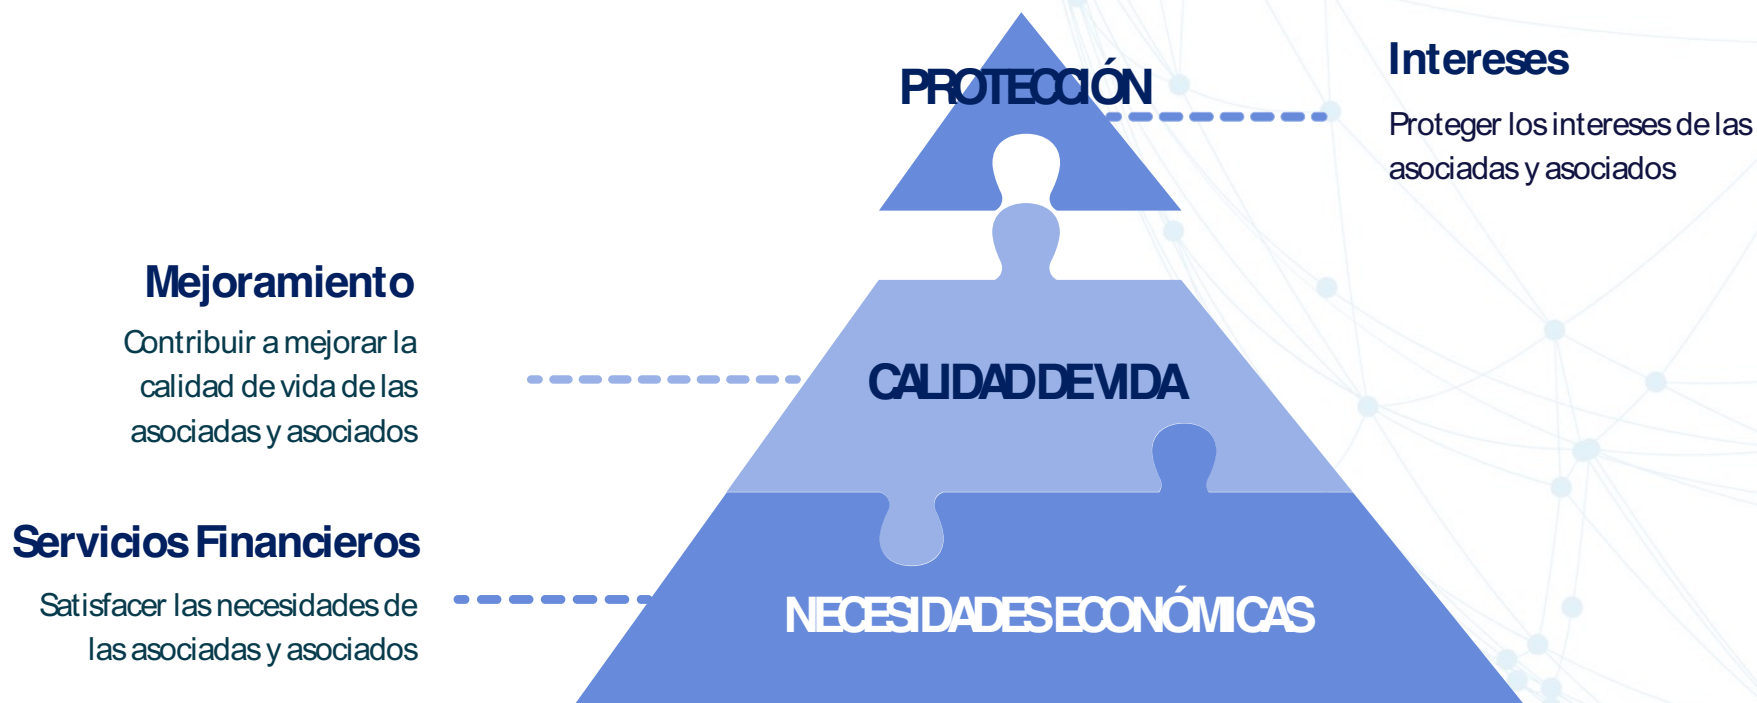 PROTECCIÓN
Intereses
Proteger los intereses de las
asociadas y asociados
Mejoramiento
Contribuir a mejorar la
calidad de vida de las
asociadas y asociados
CALIDAD DE VIDA
Servicios Financieros
Satisfacer las necesidades de
las asociadas y asociados
NECESIDADES ECONÓMICAS